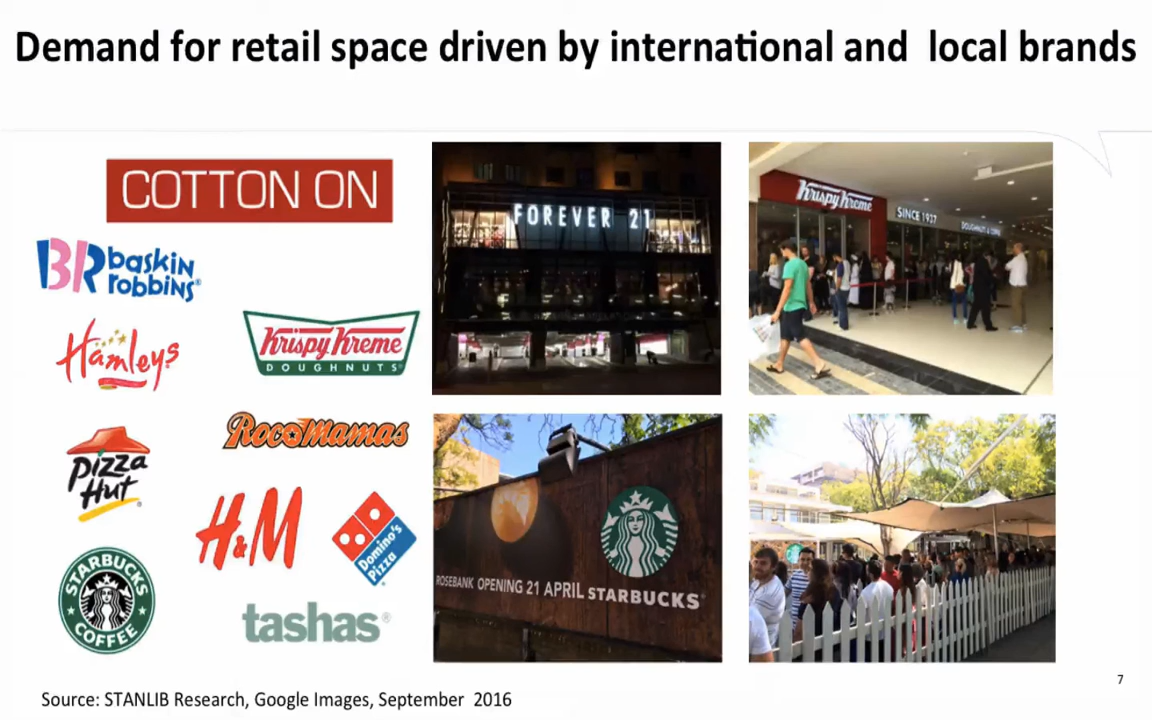 Demand for retail space driven by international and local brands
COTTON ON
BR baskin
robbins®
Hamleys
Krispy Kreme
DOUGHNUTS
RocoMamas
Pizza
Hut
H&M
Domino's
Pizza
STARBUCKS
COFFEE
tashas®
FOREVER 21
Krispy Kreme
SINCE 1937
DOUGHNUTS & COFFEE
ROSEBANK OPENING 21 APRIL STARBUCKS
7
Source: STANLIB Research, Google Images, September 2016